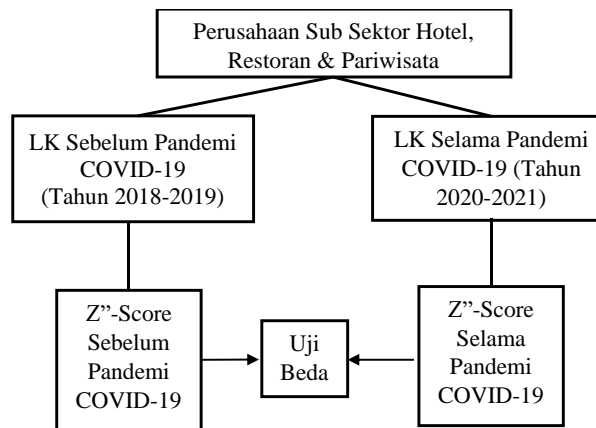 Perusahaan Sub Sektor Hotel,
Restoran & Pariwisata
LK Sebelum Pandemi
COVID-19
(Tahun 2018-2019)
LK Selama Pandemi
COVID-19 (Tahun
2020-2021)
Z”-Score
Sebelum
Pandemi
COVID-19
Uji
Beda
Z”-Score
Selama
Pandemi
COVID-19